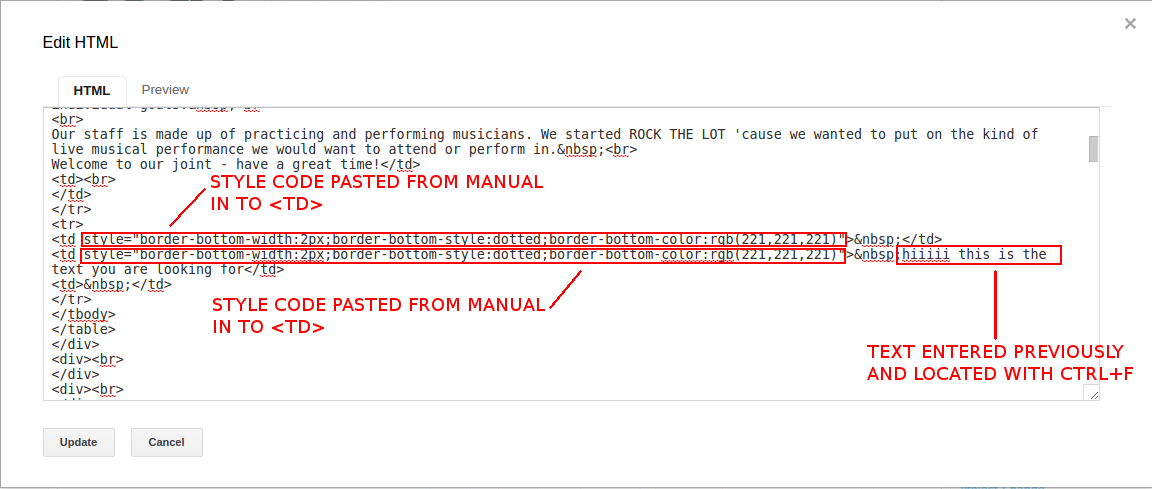 ×
Edit HTML
HTML Preview
<br>
Our staff is made up of practicing and performing musicians. We started ROCK THE LOT 'cause we wanted to put on the kind of
live musical performance we would want to attend or perform in.&nbsp;<br>
Welcome to our joint - have a great time!</td>
<td><br>
STYLE CODE PASTED FROM MANUAL
IN TO <TD>
</td>
</tr>
<tr>
<td style="border-bottom-width:2px;border-bottom-style:dotted;border-bottom-color:rgb(221,221,221)">&nbsp;</td>
<td style="border-bottom-width:2px;border-bottom-style:dotted;border-bottom-color:rgb(221,221,221)">&nbsp;hiiiii this is the
text you are looking for</td>
<td>&nbsp;</td>
</tr>
STYLE CODE PASTED FROM MANUAL
IN TO <TD>
</tbody>
</table>
</div>
<div><br>
</div>
<div><br>
TEXT ENTERED PREVIOUSLY
AND LOCATED WITH CTRL+F
Update Cancel